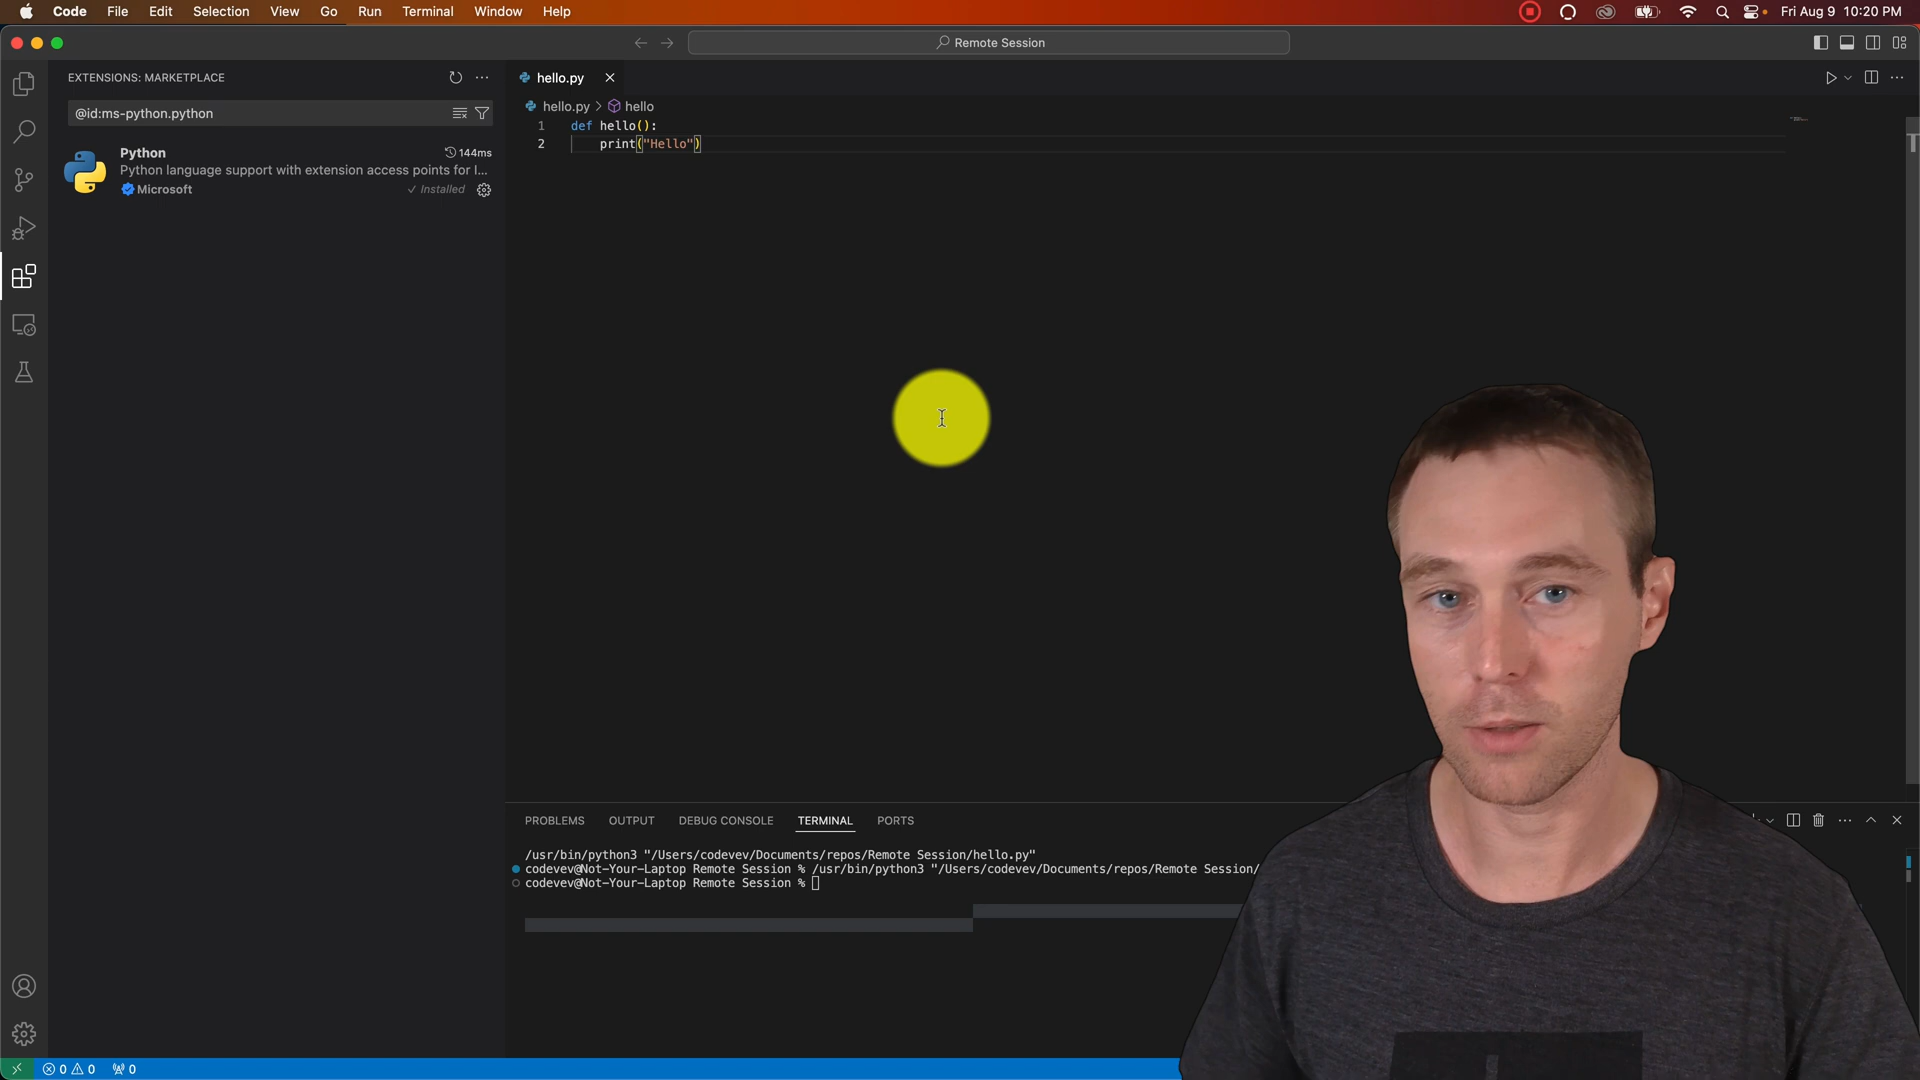 Code File Edit Selection View Go Run Terminal Window Help
Fri Aug 9 10:20 PM
Remote Session
EXTENSIONS: MARKETPLACE
@id:ms-python.python
Python
144ms
Python language support with extension access points for I...
Microsoft
Installed
hello.py
hello.py > hello
1 def hello():
2 print("Hello")
PROBLEMS OUTPUT DEBUG CONSOLE TERMINAL PORTS
/usr/bin/python3 "/Users/codevev/Documents/repos/Remote Session/hello.py"
codevev@Not-Your-Laptop Remote Session % /usr/bin/python3 "/Users/codevev/Documents/repos/Remote Session/
codevev@Not-Your-Laptop Remote Session %
0 0 0